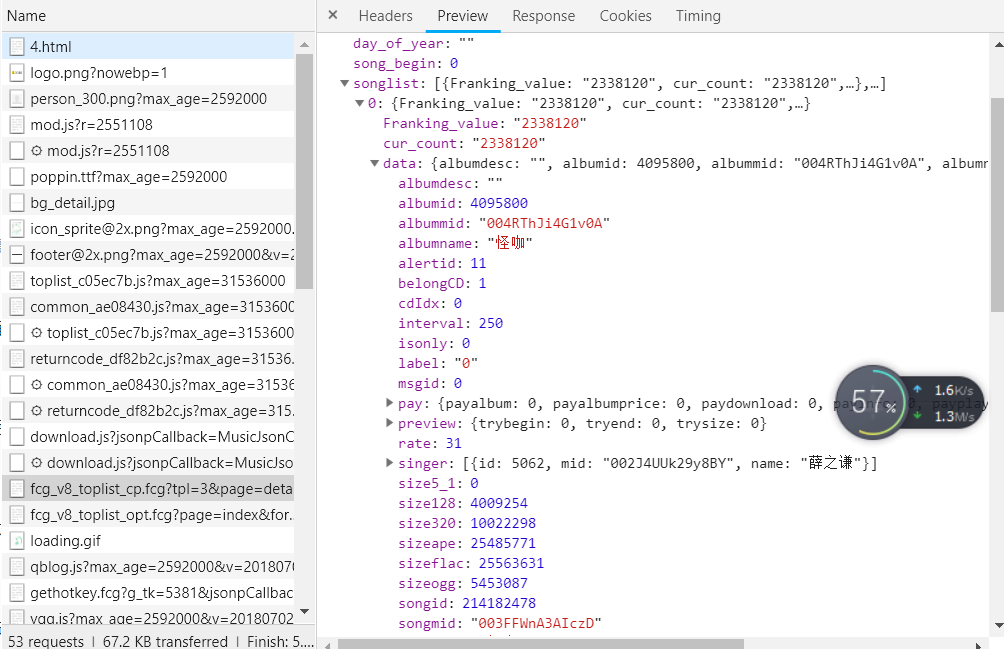 Name
4.html
logo.png?nowebp=1
person_300.png?max_age=2592000
mod.js?r=2551108
mod.js?r=2551108
poppin.ttf?max_age=2592000
bg_detail.jpg
icon_sprite@2x.png?max_age=2592000.
footer@2x.png?max_age=2592000&v=2
toplist_c05ec7b.js?max_age=31536000
common_ae08430.js?max_age=3153600
toplist_c05ec7b.js?max_age=3153600
returncode_df82b2c.js?max_age=31536.
common_ae08430.js?max_age=31536
returncode_df82b2c.js?max_age=315.
download.js?jsonpCallback=MusicJsonC
download.js?jsonpCallback=MusicJso
fcg_v8_toplist_cp.fcg?tpl=3&page=deta
fcg_v8_toplist_opt.fcg?page=index&for..
loading.gif
qblog.js?max_age=2592000&v=201807
gethotkey.fcg?g_tk=5381&jsonpCallbac
vqq.js?max_age=2592000&v=20180702
53 requests | 67.2 KB transferred | Finish: 5....
× Headers Preview Response Cookies Timing
day_of_year: ""
song_begin: 0
songlist: [{Franking_value: "2338120", cur_count: "2338120",…},…]
0: {Franking_value: "2338120", cur_count: "2338120",…}
Franking_value: "2338120"
cur_count: "2338120"
data: {albumdesc: "", albumid: 4095800, albummid: "004RThJi4G1v0A", albumn
albumdesc: ""
albumid: 4095800
albummid: "004RThJi4G1v0A"
albumname: "怪咖"
alertid: 11
belongCD: 1
cdIdx: 0
interval: 250
isonly: 0
label: "0"
msgid: 0
pay: {payalbum: 0, payalbumprice: 0, paydownload: 0, payinfo: 0, payplay
preview: {trybegin: 0, tryend: 0, trysize: 0}
rate: 31
singer: [{id: 5062, mid: "002J4UUk29y8BY", name: "薛之谦"}]
size5_1: 0
size128: 4009254
size320: 10022298
sizeape: 25485771
sizeflac: 25563631
sizeogg: 5453087
songid: 214182478
songmid: "003FFWnA3AIczD"
57%
1.6K/s
1.3M/s